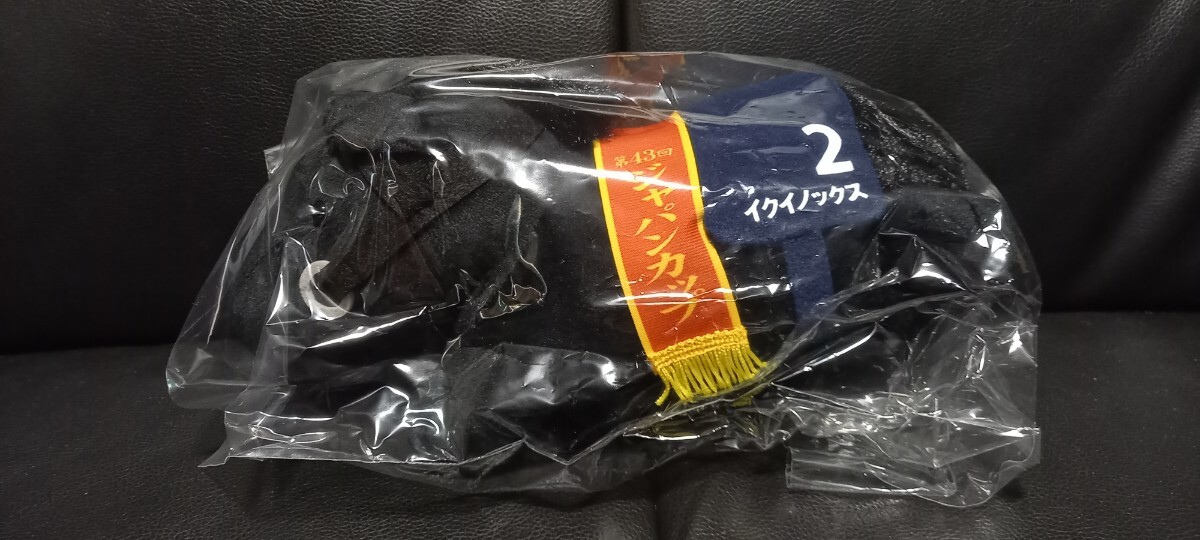 第43回
ジャパンカップ
2
イクイノックス